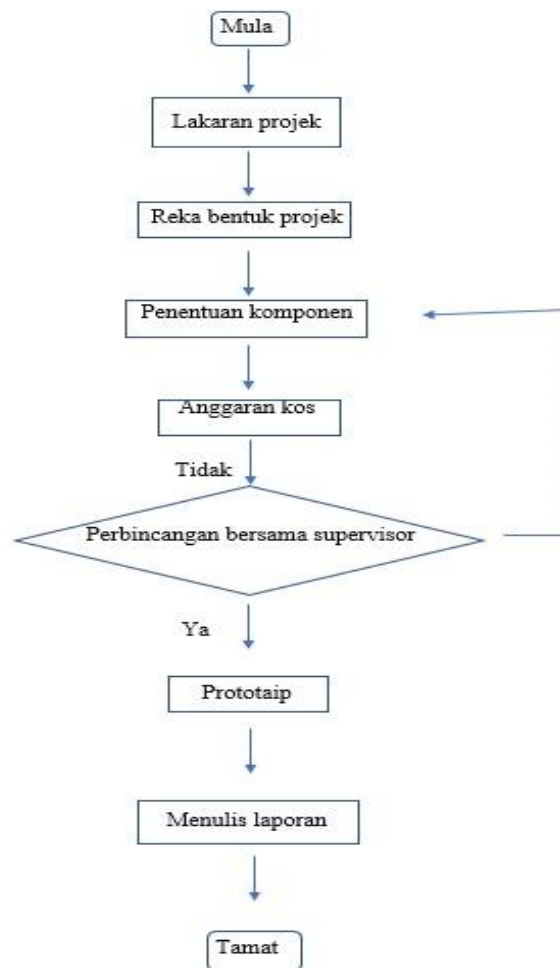 Mula
Lakaran projek
Reka bentuk projek
Penentuan komponen
Anggaran kos
Tidak
Perbincangan bersama supervisor
Ya
Prototaip
Menulis laporan
Tamat